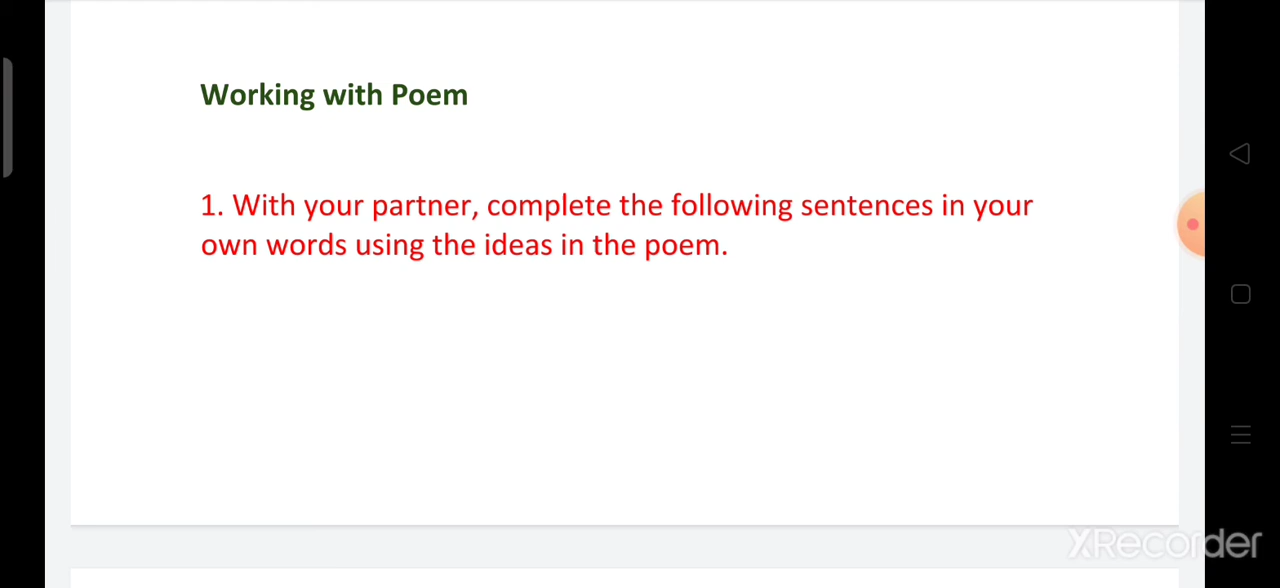 Working with Poem
1. With your partner, complete the following sentences in your
own words using the ideas in the poem.
XRecorder